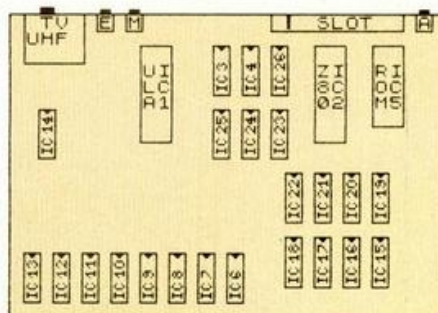 TV
UHF
E
M
SLOT
A
ULA
IC1
IC3
IC4
IC26
Z80
IC2
ROM
IC5
IC14
IC25
IC24
IC23
IC22
IC21
IC20
IC19
IC18
IC17
IC16
IC15
IC13
IC12
IC11
IC10
IC9
IC8
IC7
IC6